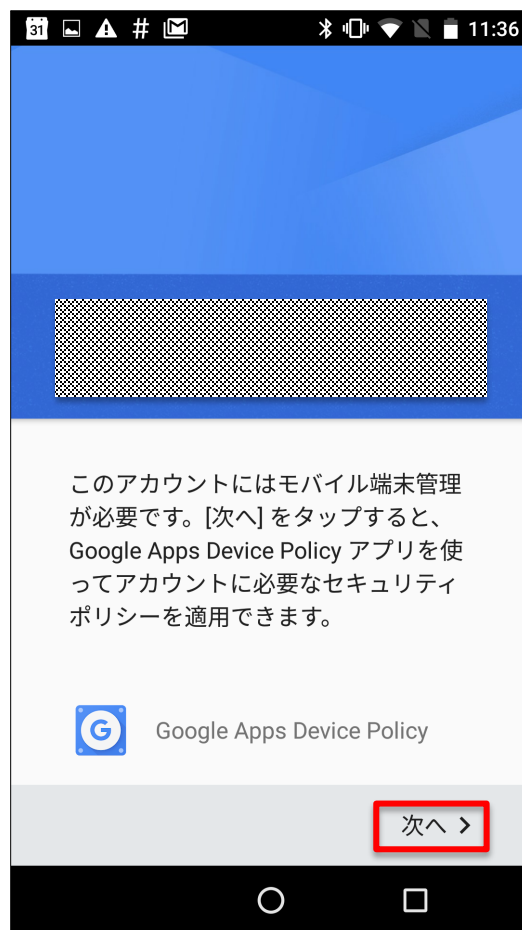 31 # 11:36
このアカウントにはモバイル端末管理
が必要です。[次へ] をタップすると、
Google Apps Device Policy アプリを使
ってアカウントに必要なセキュリティ
ポリシーを適用できます。
G Google Apps Device Policy
次へ